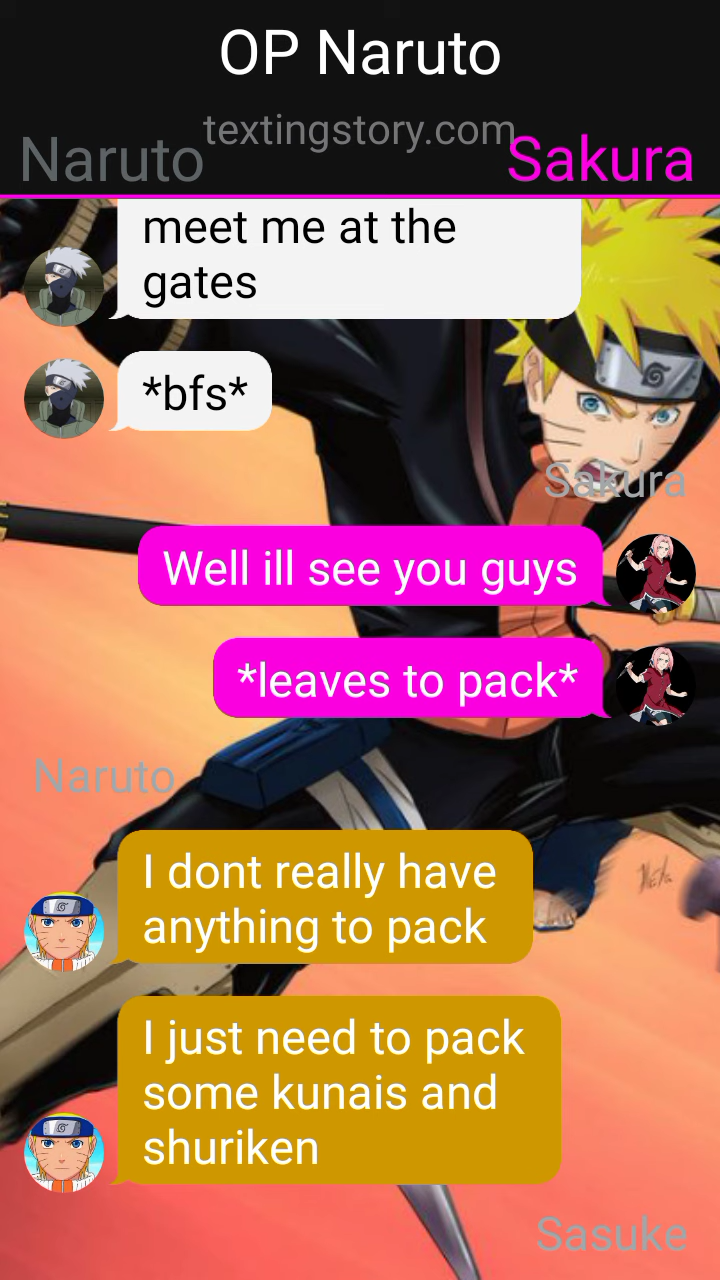 OP Naruto
textingstory.com
Naruto
Sakura
meet me at the
gates
*bfs*
Sakura
Well ill see you guys
*leaves to pack*
Naruto
I dont really have
anything to pack
I just need to pack
some kunais and
shuriken
Sasuke